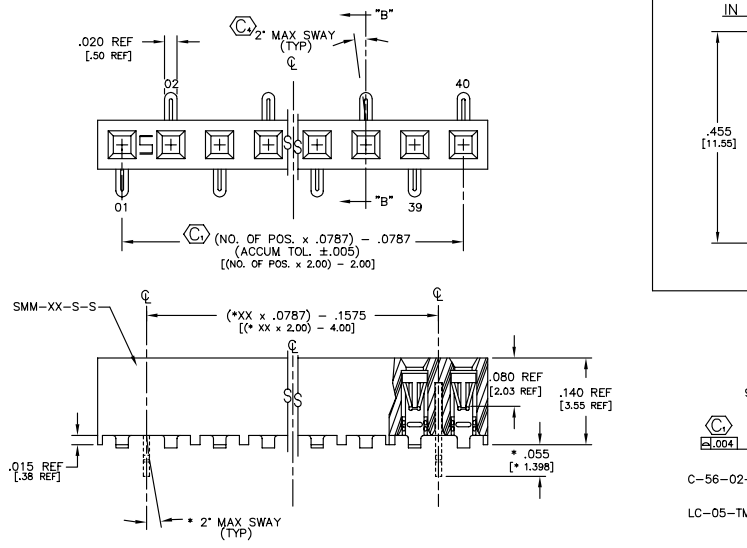 "B"
IN
C₄ 2° MAX SWAY
(TYP)
.020 REF
[.50 REF]
℄
02
40
.455
[11.55]
S S
01
"B"
39
C₁ (NO. OF POS. x .0787) - .0787
(ACCUM TOL. ±.005)
[(NO. OF POS. x 2.00) - 2.00]
SMM-XX-S-S
℄
℄
(*XX x .0787) - .1575
[(* XX x 2.00) - 4.00]
℄
.080 REF
[2.03 REF]
.140 REF
[3.55 REF]
S S
C₁
.004
.015 REF
[.38 REF]
* .055
[* 1.398]
C-56-02-
LC-05-TM
* 2° MAX SWAY
(TYP)